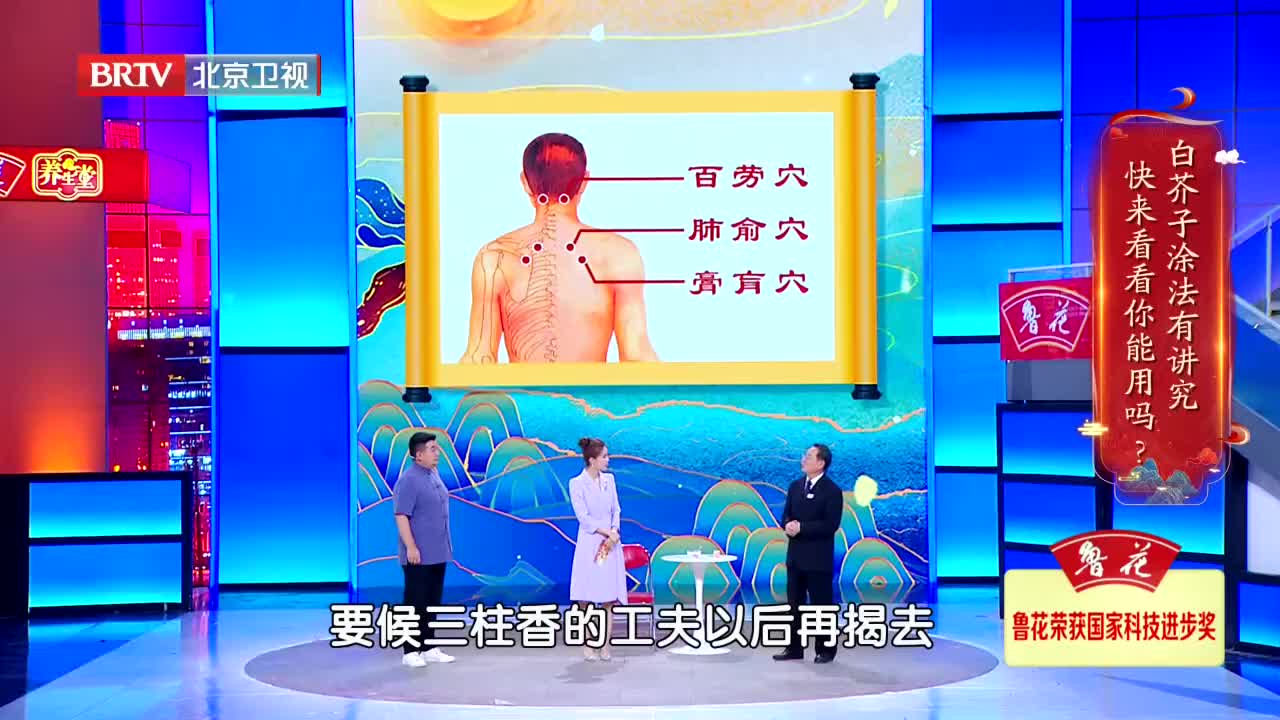 BRTV 北京卫视
养生堂
百劳穴
肺俞穴
膏肓穴
白芥子涂法有讲究
快来看看你能用吗？
鲁花
鲁花
鲁花荣获国家科技进步奖
要候三柱香的工夫以后再揭去